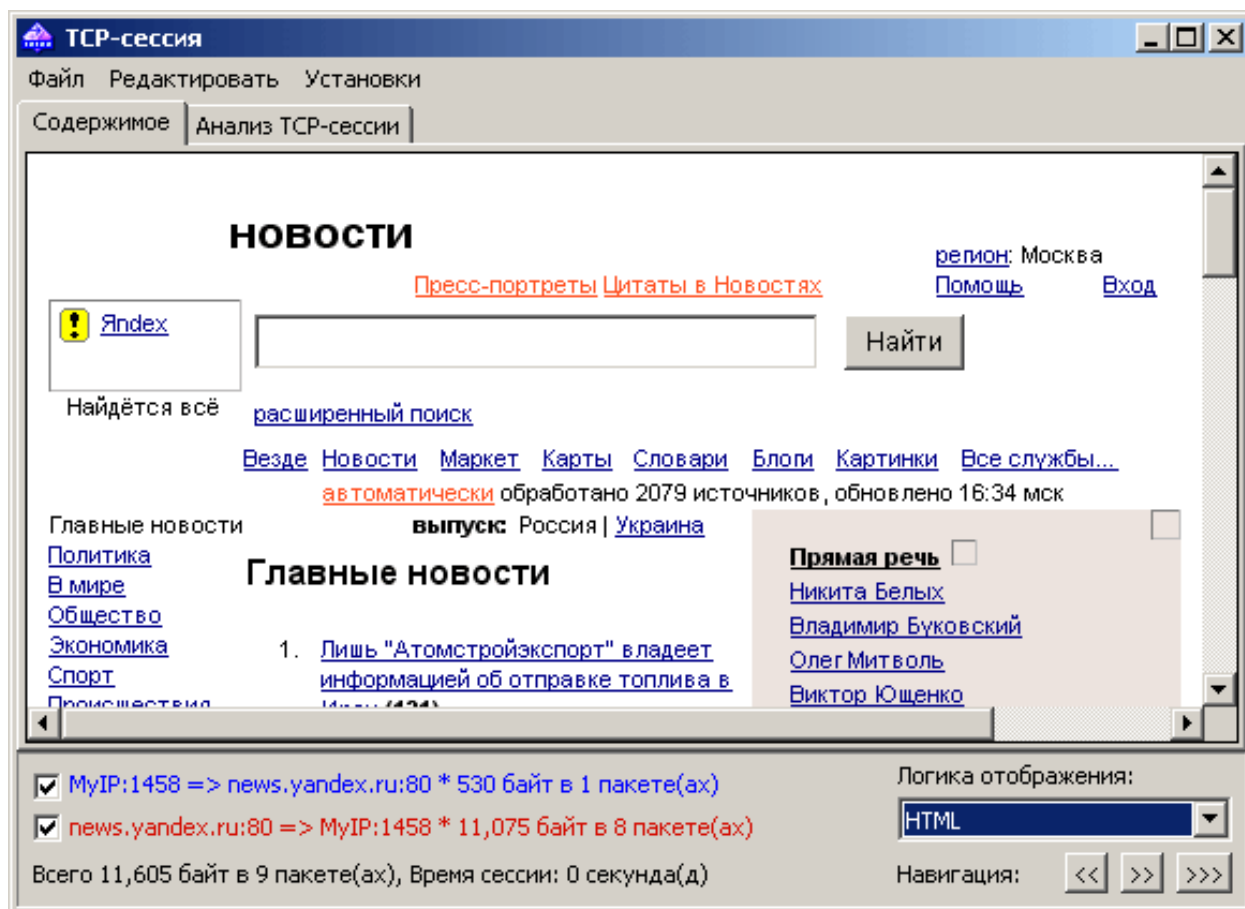 TCP-сессия
Файл Редактировать Установки
Содержимое Анализ TCP-сессии
новости
регион: Москва
Пресс-портреты Цитаты в Новостях Помощь Вход
Яndex
Найти
Найдётся всё
расширенный поиск
Везде Новости Маркет Карты Словари Блоги Картинки Все службы...
автоматически обработано 2079 источников, обновлено 16:34 мск
Главные новости
Политика
В мире
Общество
Экономика
Спорт
Происшествия
выпуск: Россия | Украина
Главные новости
1. Лишь "Атомстройэкспорт" владеет
информацией об отправке топлива в
Иран (131)
Прямая речь
Никита Белых
Владимир Буковский
Олег Митволь
Виктор Ющенко
MyIP:1458 => news.yandex.ru:80 * 530 байт в 1 пакете(ах)
news.yandex.ru:80 => MyIP:1458 * 11,075 байт в 8 пакете(ах)
Всего 11,605 байт в 9 пакете(ах), Время сессии: 0 секунда(д)
Логика отображения:
HTML
Навигация: << >> >>>